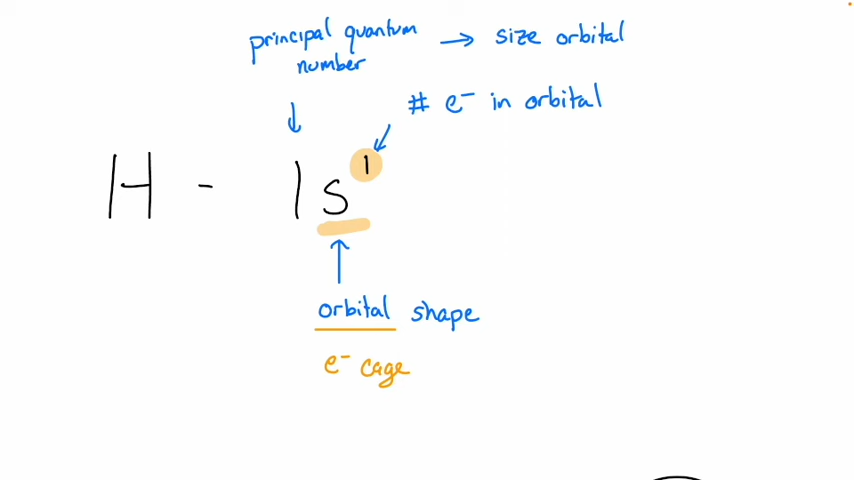 principal quantum → size orbital
number
# e⁻ in orbital
H - 1s¹
orbital shape
e⁻ cage